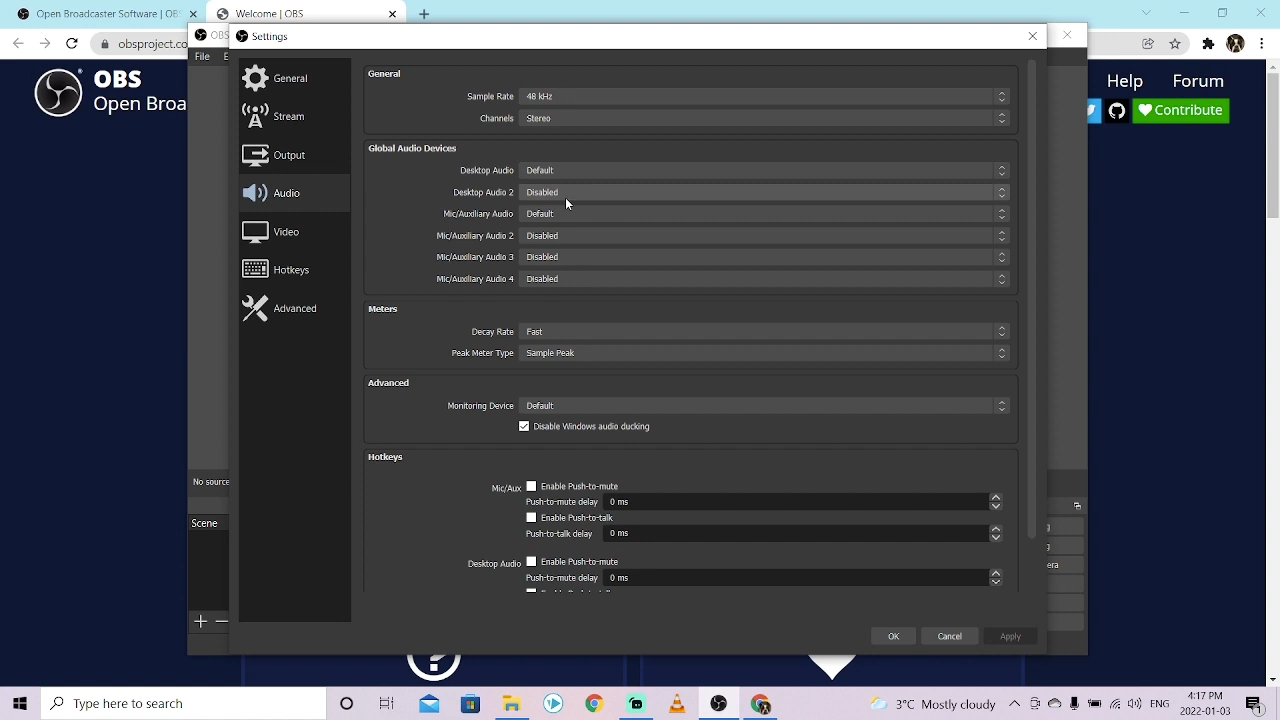 Open Broadcaster Software | OBS
Welcome | OBS
obsproject.co
OBS
Settings
File
OBS
Open Broa
Help
Forum
Contribute
General
Stream
Output
Audio
Video
Hotkeys
Advanced
General
Sample Rate 48 kHz
Channels Stereo
Global Audio Devices
Desktop Audio Default
Desktop Audio 2 Disabled
Mic/Auxiliary Audio Default
Mic/Auxiliary Audio 2 Disabled
Mic/Auxiliary Audio 3 Disabled
Mic/Auxiliary Audio 4 Disabled
Meters
Decay Rate Fast
Peak Meter Type Sample Peak
Advanced
Monitoring Device Default
Disable Windows audio ducking
Hotkeys
Mic/Aux Enable Push-to-mute
Push-to-mute delay 0 ms
Enable Push-to-talk
Push-to-talk delay 0 ms
Desktop Audio Enable Push-to-mute
Push-to-mute delay 0 ms
No source
Scene
OK Cancel Apply
Type here to search
3°C Mostly cloudy
ENG
4:17 PM
2022-03-09